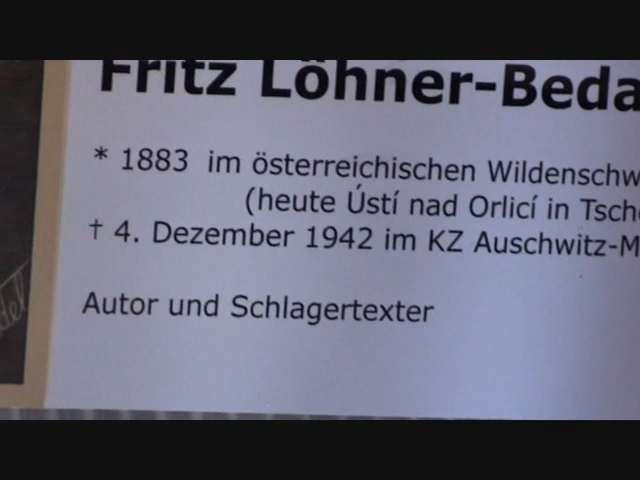 Fritz Löhner-Beda
* 1883 im österreichischen Wildenschw
(heute Ústí nad Orlicí in Tsch
† 4. Dezember 1942 im KZ Auschwitz-M
Autor und Schlagertexter